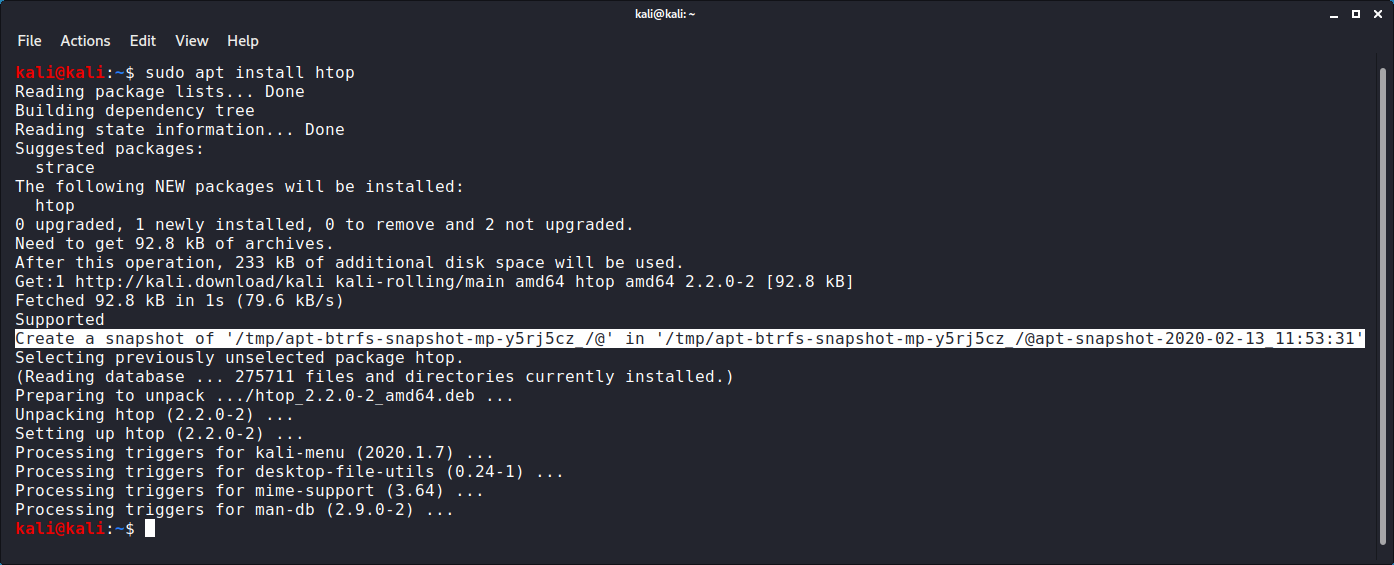 kali@kali: ~
File Actions Edit View Help
kali@kali:~$ sudo apt install htop
Reading package lists... Done
Building dependency tree
Reading state information... Done
Suggested packages:
  strace
The following NEW packages will be installed:
  htop
0 upgraded, 1 newly installed, 0 to remove and 2 not upgraded.
Need to get 92.8 kB of archives.
After this operation, 233 kB of additional disk space will be used.
Get:1 http://kali.download/kali kali-rolling/main amd64 htop amd64 2.2.0-2 [92.8 kB]
Fetched 92.8 kB in 1s (79.6 kB/s)
Supported
Create a snapshot of '/tmp/apt-btrfs-snapshot-mp-y5rj5cz_/@' in '/tmp/apt-btrfs-snapshot-mp-y5rj5cz_/@apt-snapshot-2020-02-13_11:53:31'
Selecting previously unselected package htop.
(Reading database ... 275711 files and directories currently installed.)
Preparing to unpack .../htop_2.2.0-2_amd64.deb ...
Unpacking htop (2.2.0-2) ...
Setting up htop (2.2.0-2) ...
Processing triggers for kali-menu (2020.1.7) ...
Processing triggers for desktop-file-utils (0.24-1) ...
Processing triggers for mime-support (3.64) ...
Processing triggers for man-db (2.9.0-2) ...
kali@kali:~$